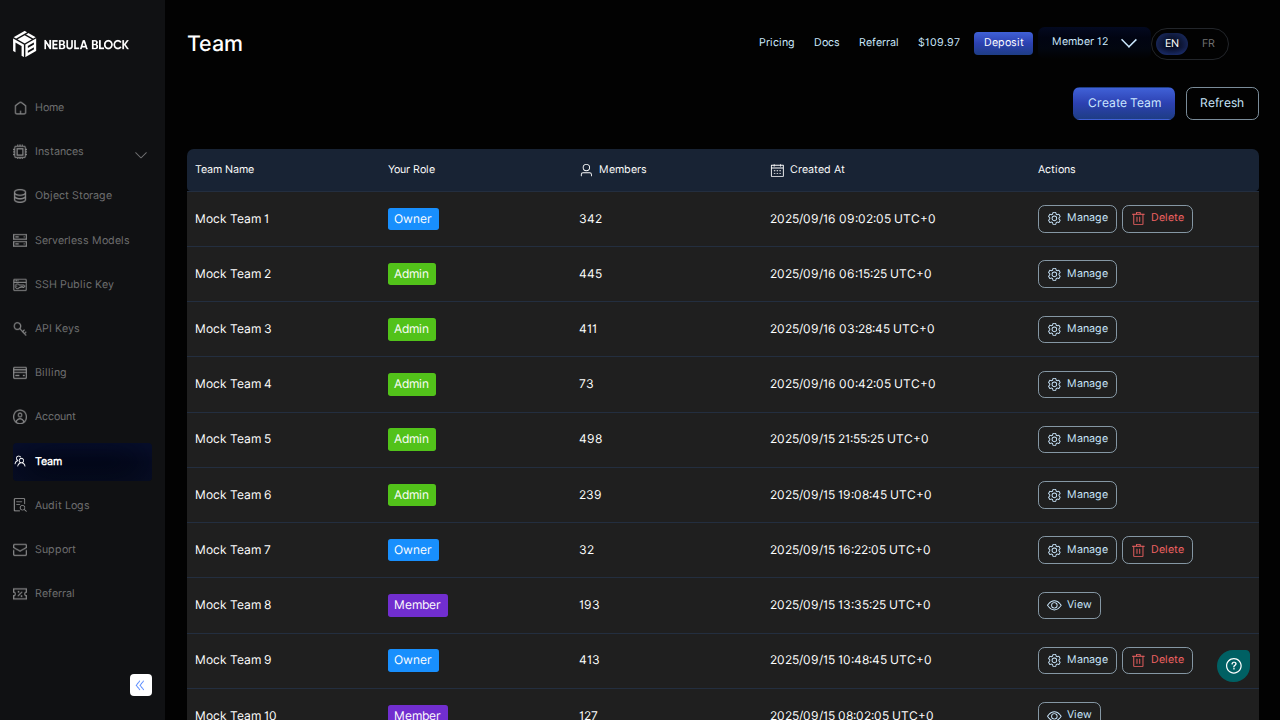 NEBULA BLOCK
Team
Pricing Docs Referral $109.97 Deposit Member 12 EN FR
Create Team Refresh
Home
Instances
Object Storage
Serverless Models
SSH Public Key
API Keys
Billing
Account
Team
Audit Logs
Support
Referral
Team Name Your Role Members Created At Actions
Mock Team 1 Owner 342 2025/09/16 09:02:05 UTC+0 Manage Delete
Mock Team 2 Admin 445 2025/09/16 06:15:25 UTC+0 Manage
Mock Team 3 Admin 411 2025/09/16 03:28:45 UTC+0 Manage
Mock Team 4 Admin 73 2025/09/16 00:42:05 UTC+0 Manage
Mock Team 5 Admin 498 2025/09/15 21:55:25 UTC+0 Manage
Mock Team 6 Admin 239 2025/09/15 19:08:45 UTC+0 Manage
Mock Team 7 Owner 32 2025/09/15 16:22:05 UTC+0 Manage Delete
Mock Team 8 Member 193 2025/09/15 13:35:25 UTC+0 View
Mock Team 9 Owner 413 2025/09/15 10:48:45 UTC+0 Manage Delete
Mock Team 10 Member 127 2025/09/15 08:02:05 UTC+0 View